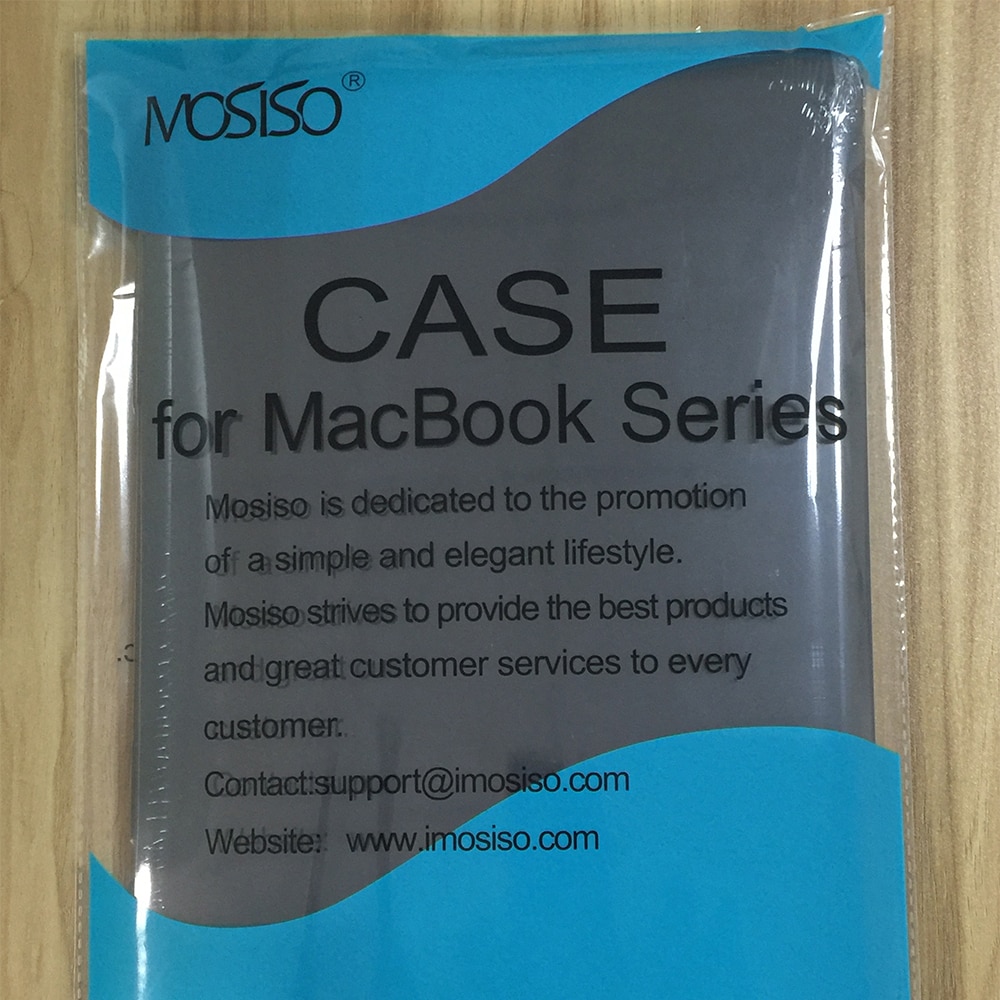 MOSISO®
CASE
for MacBook Series
Mosiso is dedicated to the promotion
of a simple and elegant lifestyle.
Mosiso strives to provide the best products
and great customer services to every
customer.
Contact:support@imosiso.com
Website: www.imosiso.com